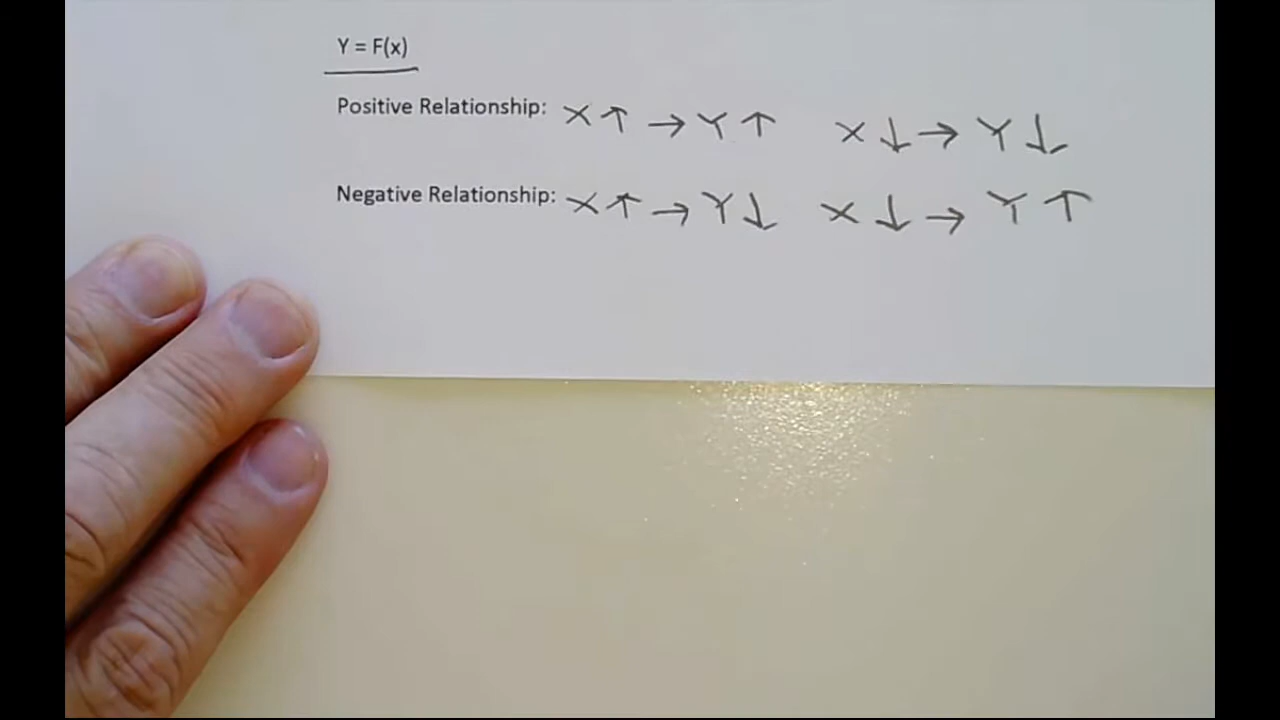 Y = F(x)
Positive Relationship: X ↑ → Y ↑ X ↓ → Y ↓
Negative Relationship: X ↑ → Y ↓ X ↓ → Y ↑